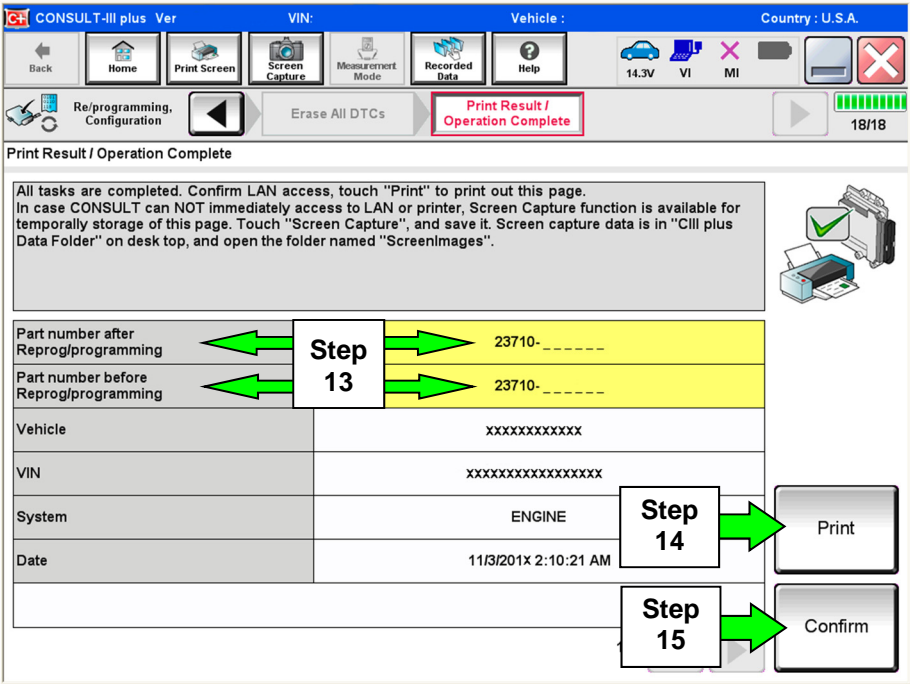 C+ CONSULT-III plus Ver VIN: Vehicle : Country : U.S.A.
Back
Home
Print Screen
Screen
Capture
Measurement
Mode
Recorded
Data
Help
14.3V
VI
MI
Re/programming,
Configuration
Erase All DTCs
Print Result /
Operation Complete
18/18
Print Result / Operation Complete
All tasks are completed. Confirm LAN access, touch "Print" to print out this page.
In case CONSULT can NOT immediately access to LAN or printer, Screen Capture function is available for
temporally storage of this page. Touch "Screen Capture", and save it. Screen capture data is in "CIII plus
Data Folder" on desk top, and open the folder named "ScreenImages".
Part number after
Reprog/programming
23710-_ _ _ _ _ _
Part number before
Reprog/programming
23710-_ _ _ _ _ _
Step
13
Vehicle
xxxxxxxxxxxx
VIN
xxxxxxxxxxxxxxxxx
System
ENGINE
Date
11/3/201x 2:10:21 AM
Step
14
Print
Step
15
Confirm